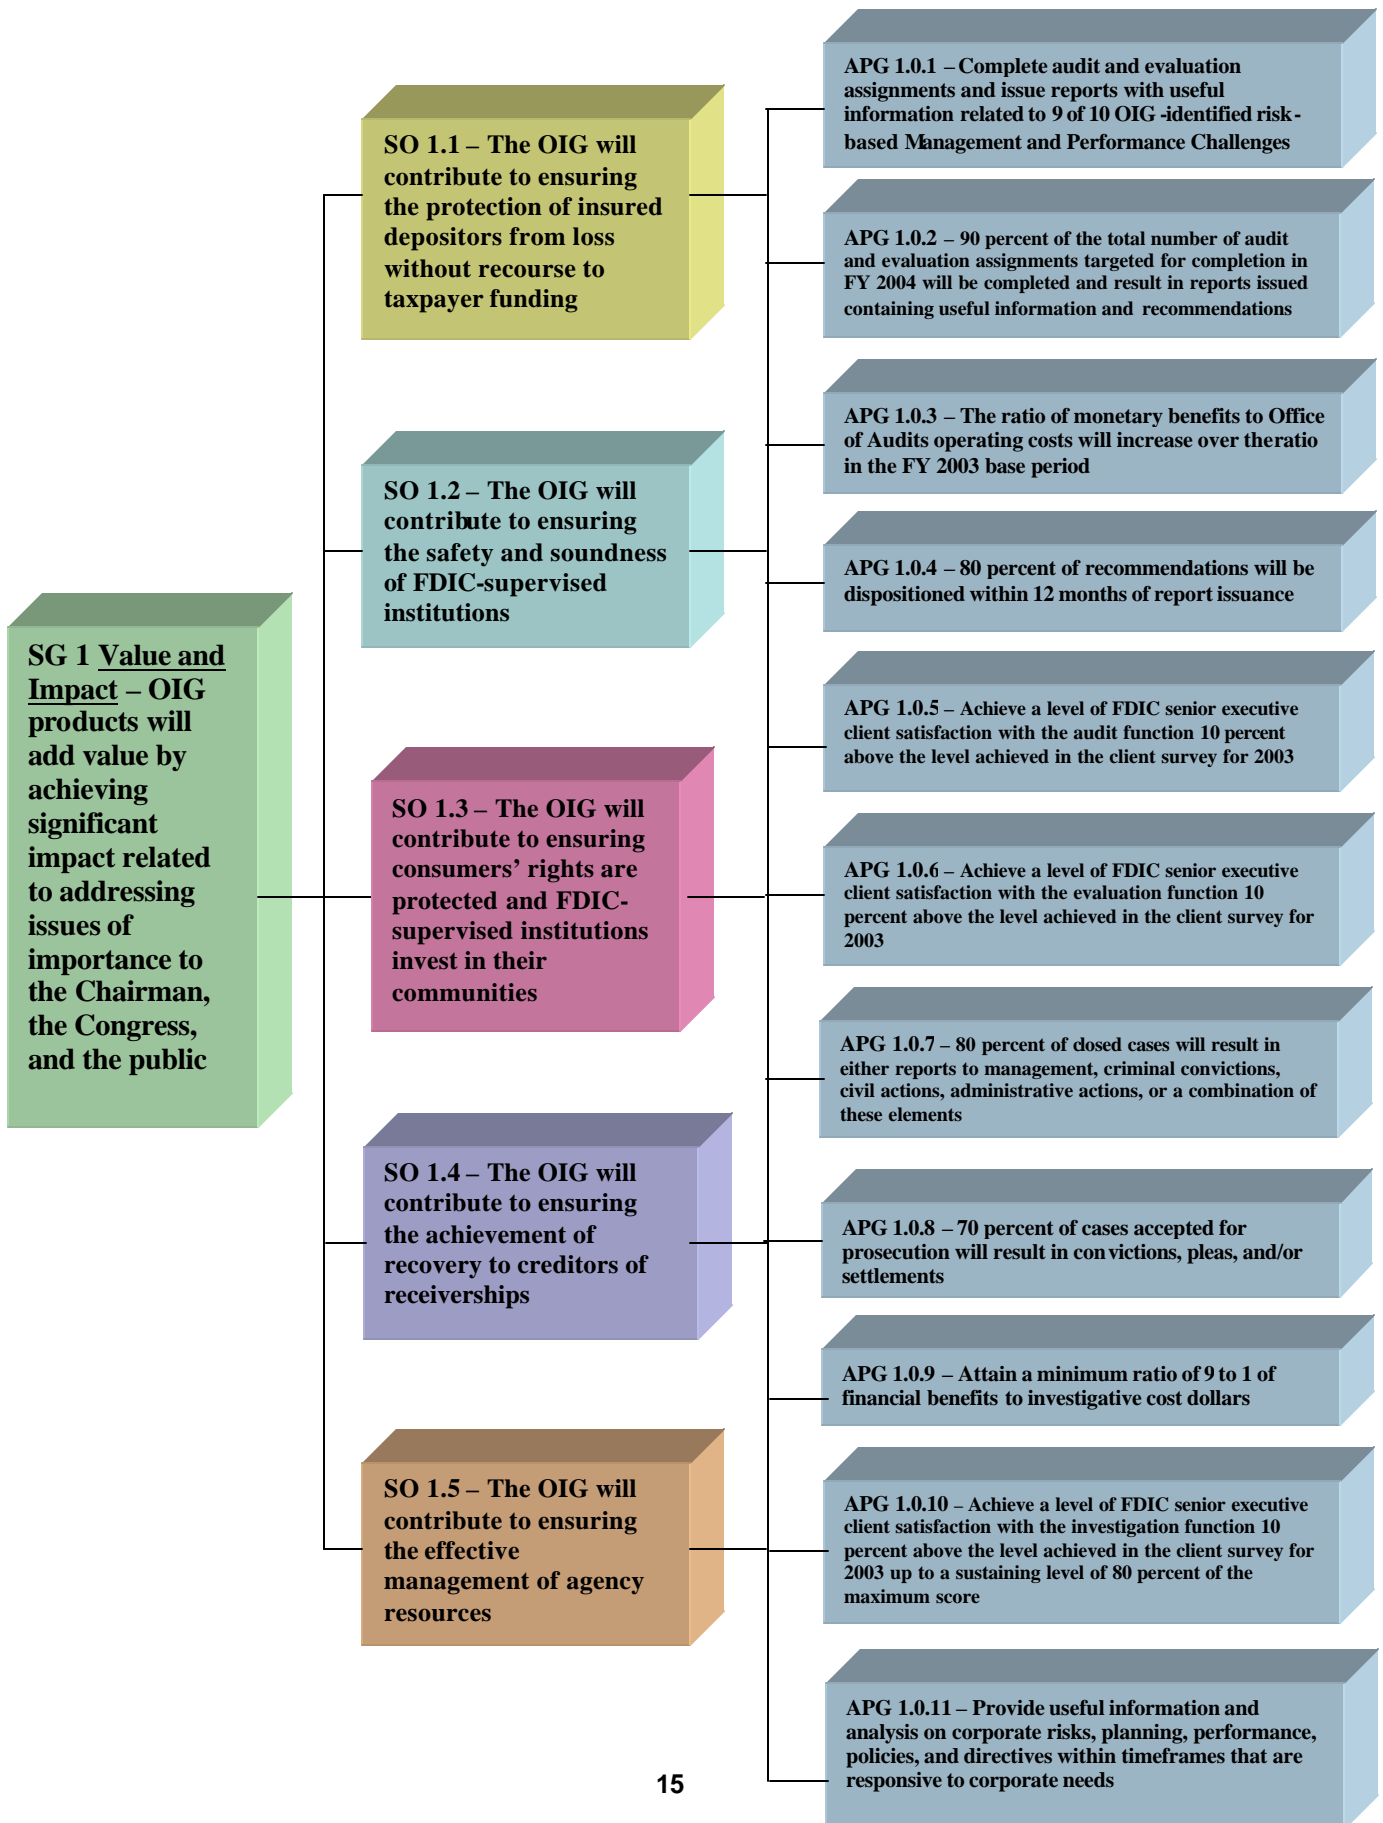 SG 1 Value and
Impact – OIG
products will
add value by
achieving
significant
impact related
to addressing
issues of
importance to
the Chairman,
the Congress,
and the public
SO 1.1 – The OIG will
contribute to ensuring
the protection of insured
depositors from loss
without recourse to
taxpayer funding
SO 1.2 – The OIG will
contribute to ensuring
the safety and soundness
of FDIC-supervised
institutions
SO 1.3 – The OIG will
contribute to ensuring
consumers’ rights are
protected and FDIC-
supervised institutions
invest in their
communities
SO 1.4 – The OIG will
contribute to ensuring
the achievement of
recovery to creditors of
receiverships
SO 1.5 – The OIG will
contribute to ensuring
the effective
management of agency
resources
APG 1.0.1 – Complete audit and evaluation
assignments and issue reports with useful
information related to 9 of 10 OIG -identified risk-
based Management and Performance Challenges
APG 1.0.2 – 90 percent of the total number of audit
and evaluation assignments targeted for completion in
FY 2004 will be completed and result in reports issued
containing useful information and recommendations
APG 1.0.3 – The ratio of monetary benefits to Office
of Audits operating costs will increase over theratio
in the FY 2003 base period
APG 1.0.4 – 80 percent of recommendations will be
dispositioned within 12 months of report issuance
APG 1.0.5 – Achieve a level of FDIC senior executive
client satisfaction with the audit function 10 percent
above the level achieved in the client survey for 2003
APG 1.0.6 – Achieve a level of FDIC senior executive
client satisfaction with the evaluation function 10
percent above the level achieved in the client survey for
2003
APG 1.0.7 – 80 percent of closed cases will result in
either reports to management, criminal convictions,
civil actions, administrative actions, or a combination of
these elements
APG 1.0.8 – 70 percent of cases accepted for
prosecution will result in convictions, pleas, and/or
settlements
APG 1.0.9 – Attain a minimum ratio of 9 to 1 of
financial benefits to investigative cost dollars
APG 1.0.10 – Achieve a level of FDIC senior executive
client satisfaction with the investigation function 10
percent above the level achieved in the client survey for
2003 up to a sustaining level of 80 percent of the
maximum score
APG 1.0.11 – Provide useful information and
analysis on corporate risks, planning, performance,
policies, and directives within timeframes that are
responsive to corporate needs
15